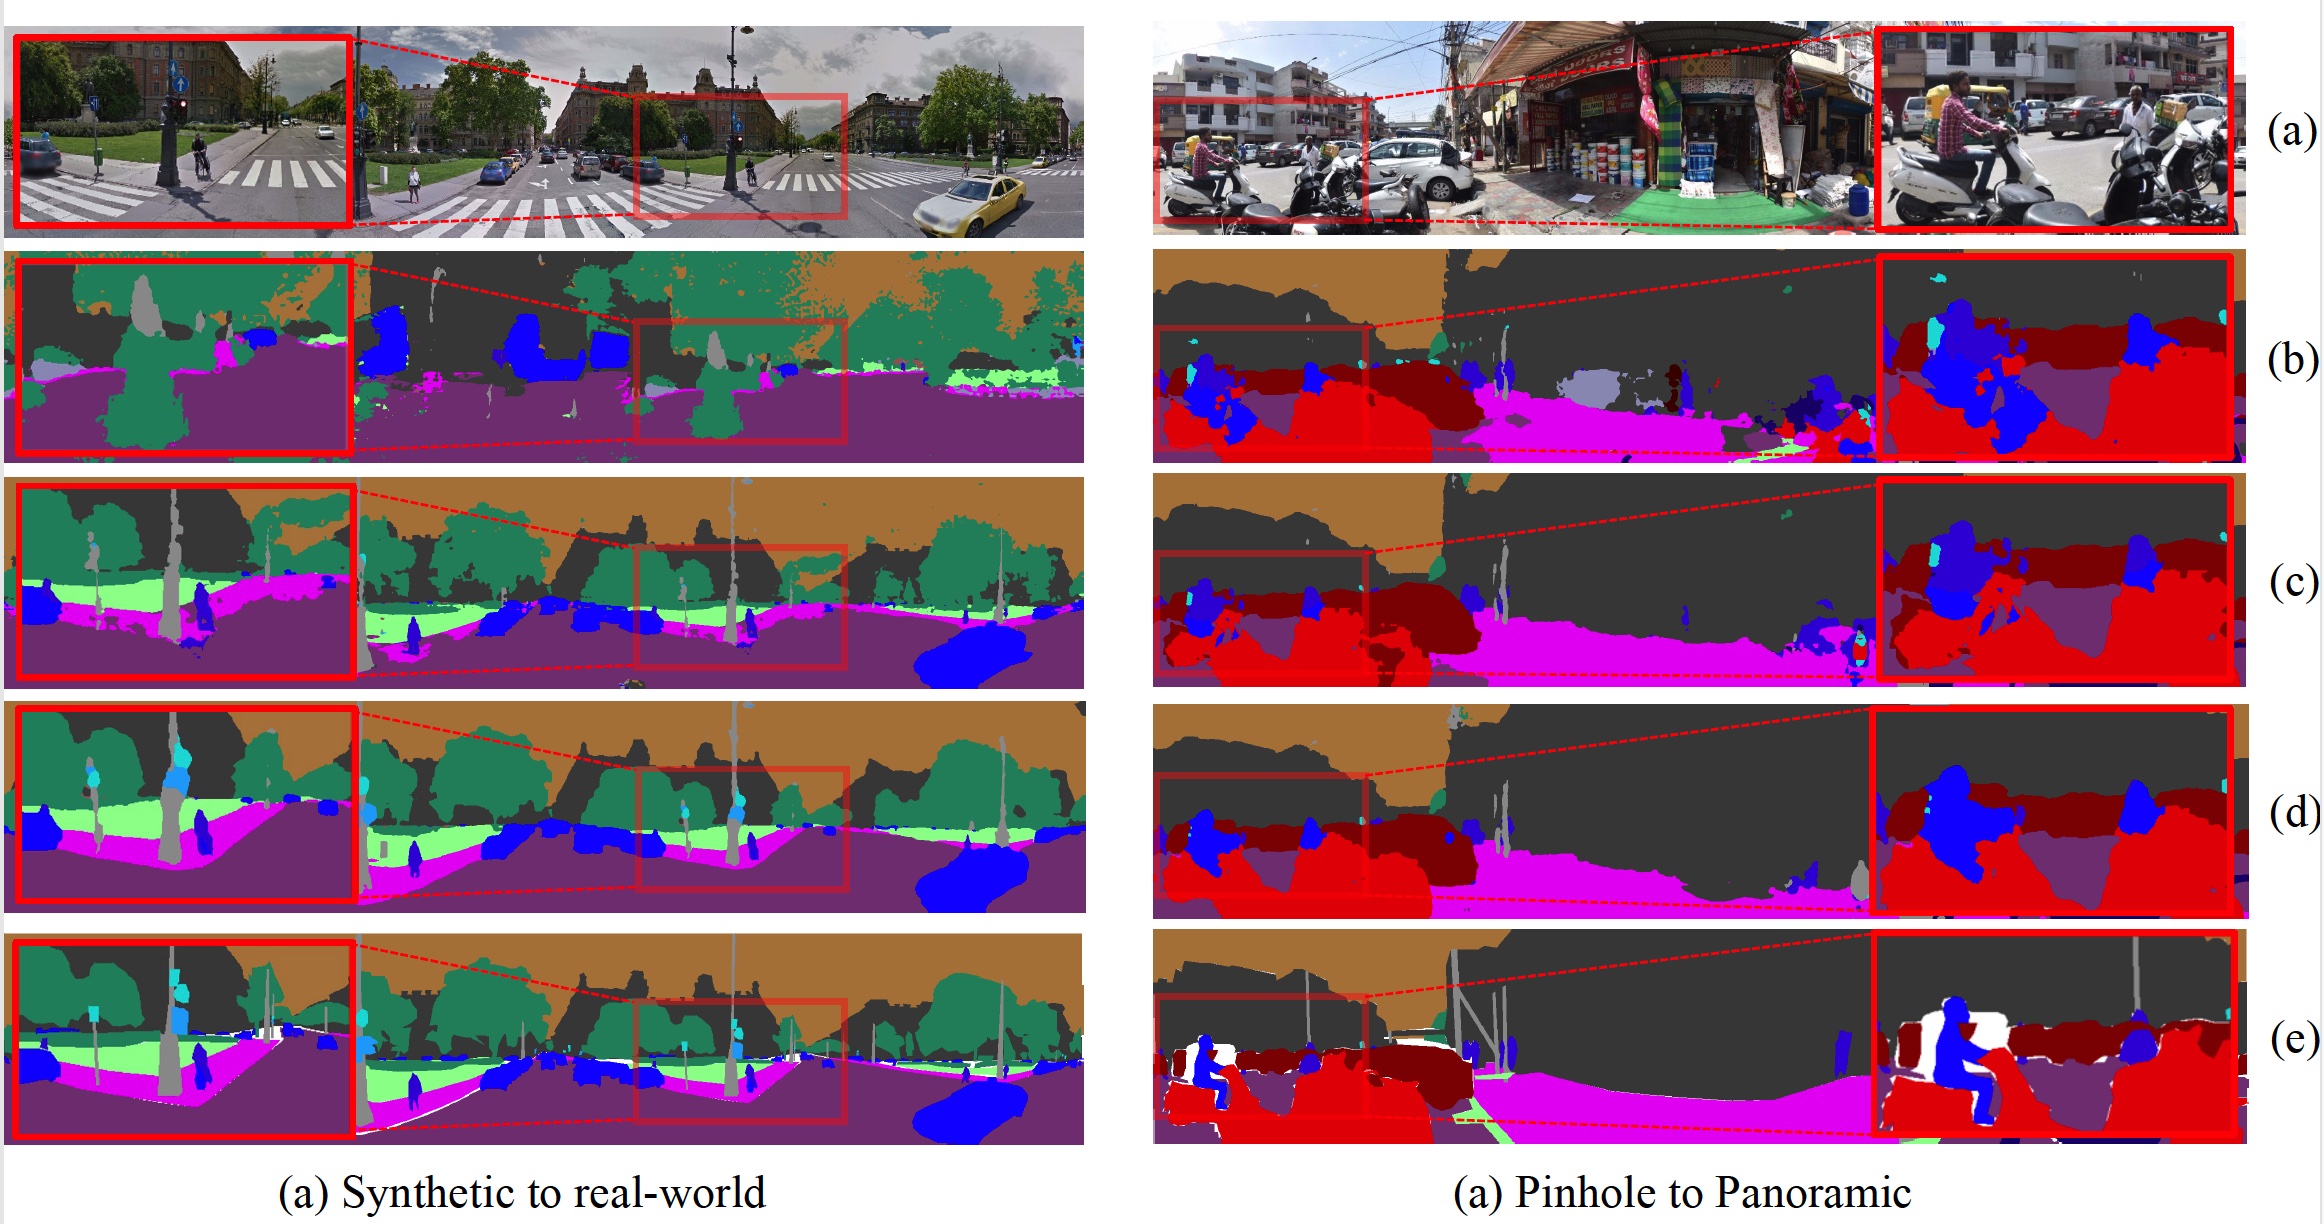 (a)
(b)
(c)
(d)
(e)
(a) Synthetic to real-world
(a) Pinhole to Panoramic